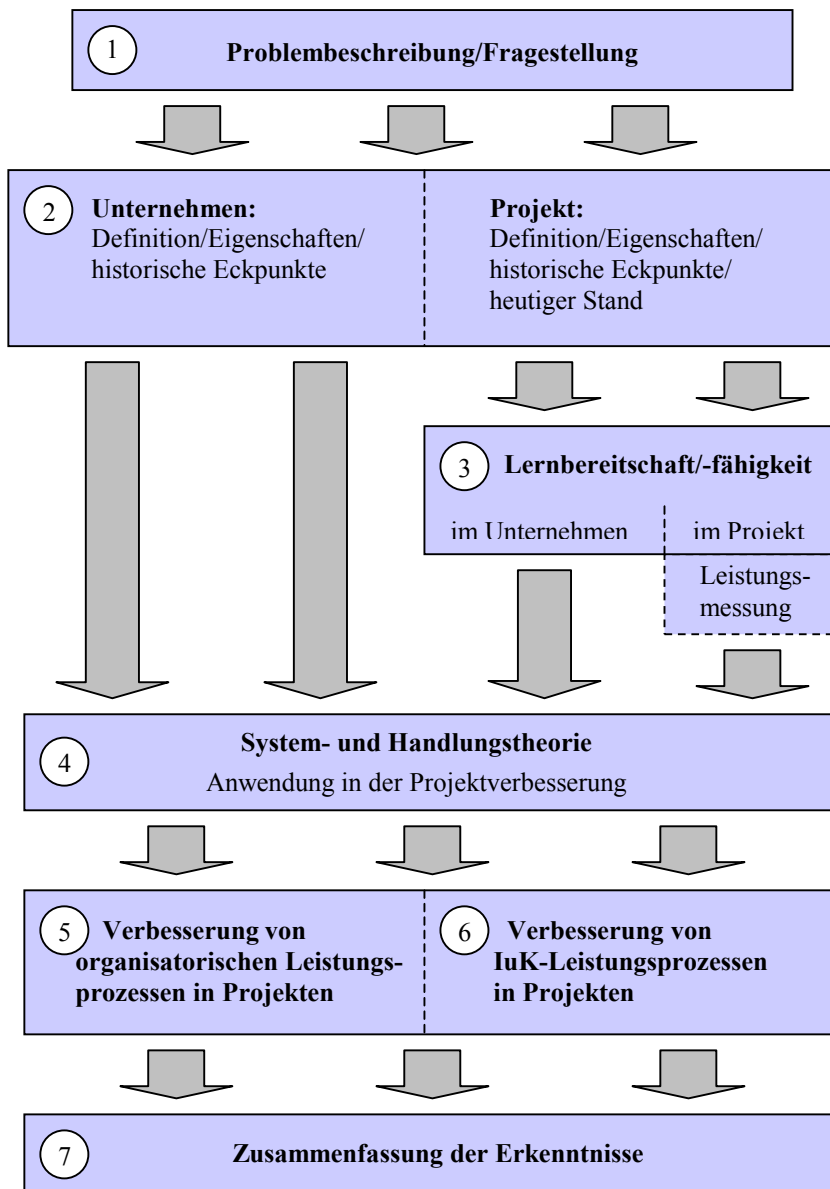 1 Problembeschreibung/Fragestellung
2 Unternehmen:
Definition/Eigenschaften/
historische Eckpunkte
Projekt:
Definition/Eigenschaften/
historische Eckpunkte/
heutiger Stand
3 Lernbereitschaft/-fähigkeit
im Unternehmen
im Projekt
Leistungs-
messung
System- und Handlungstheorie
4
Anwendung in der Projektverbesserung
5 Verbesserung von
organisatorischen Leistungs-
prozessen in Projekten
6 Verbesserung von
IuK-Leistungsprozessen
in Projekten
7 Zusammenfassung der Erkenntnisse